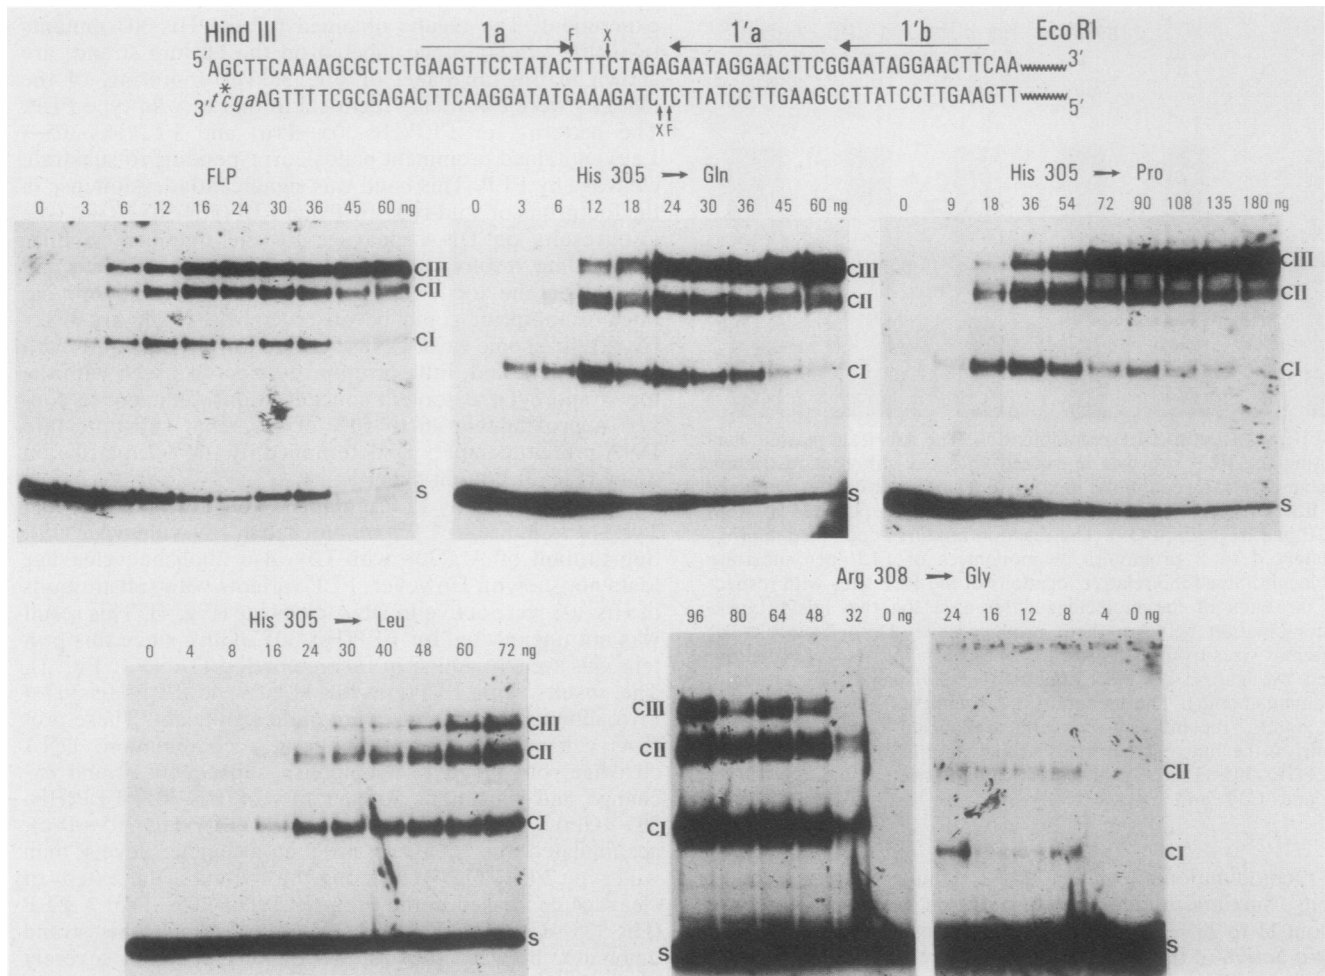 Hind III 1a F X 1'a 1'b Eco RI
5' AGCTTCAAAAGCGCTCTGAAGTTCCTATACTTTCTAGAGAATAGGAACTTCGGAATAGGAACTTCAA 3'
*
3' tcgaAGTTTTCGCGAGACTTCAAGGATATGAAAGATCTCTTATCCTTGAAGCCTTATCCTTGAAGTT 5'
X F
FLP
0 3 6 12 16 24 30 36 45 60 ng
CIII
CII
CI
S
His 305 → Gln
0 3 6 12 18 24 30 36 45 60 ng
CIII
CII
CI
S
His 305 → Pro
0 9 18 36 54 72 90 108 135 180 ng
CIII
CII
CI
S
His 305 → Leu
0 4 8 16 24 30 40 48 60 72 ng
CIII
CII
CI
S
Arg 308 → Gly
96 80 64 48 32 0 ng
CIII
CII
CI
S
24 16 12 8 4 0 ng
CII
CI
S